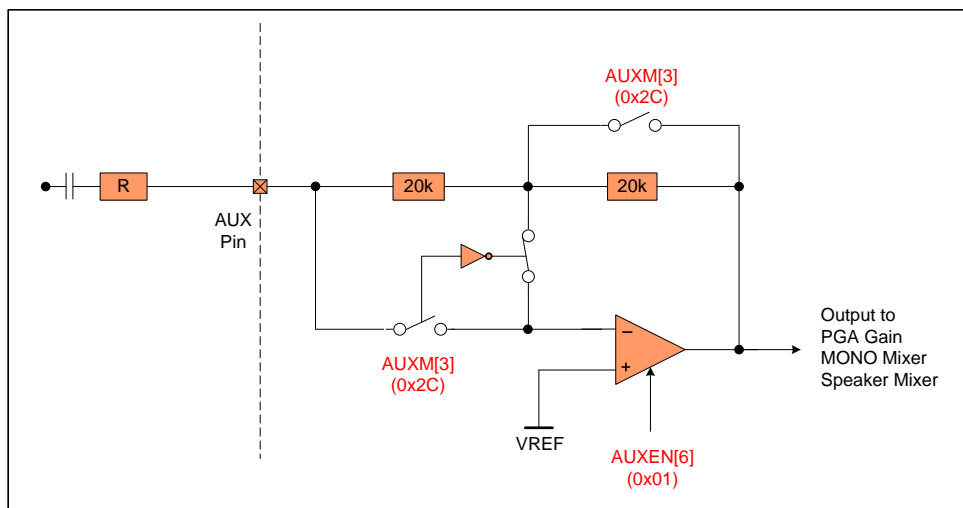 AUXM[3]
(0x2C)
R
20k
20k
AUX
Pin
AUXM[3]
(0x2C)
−
+
VREF
AUXEN[6]
(0x01)
Output to
PGA Gain
MONO Mixer
Speaker Mixer